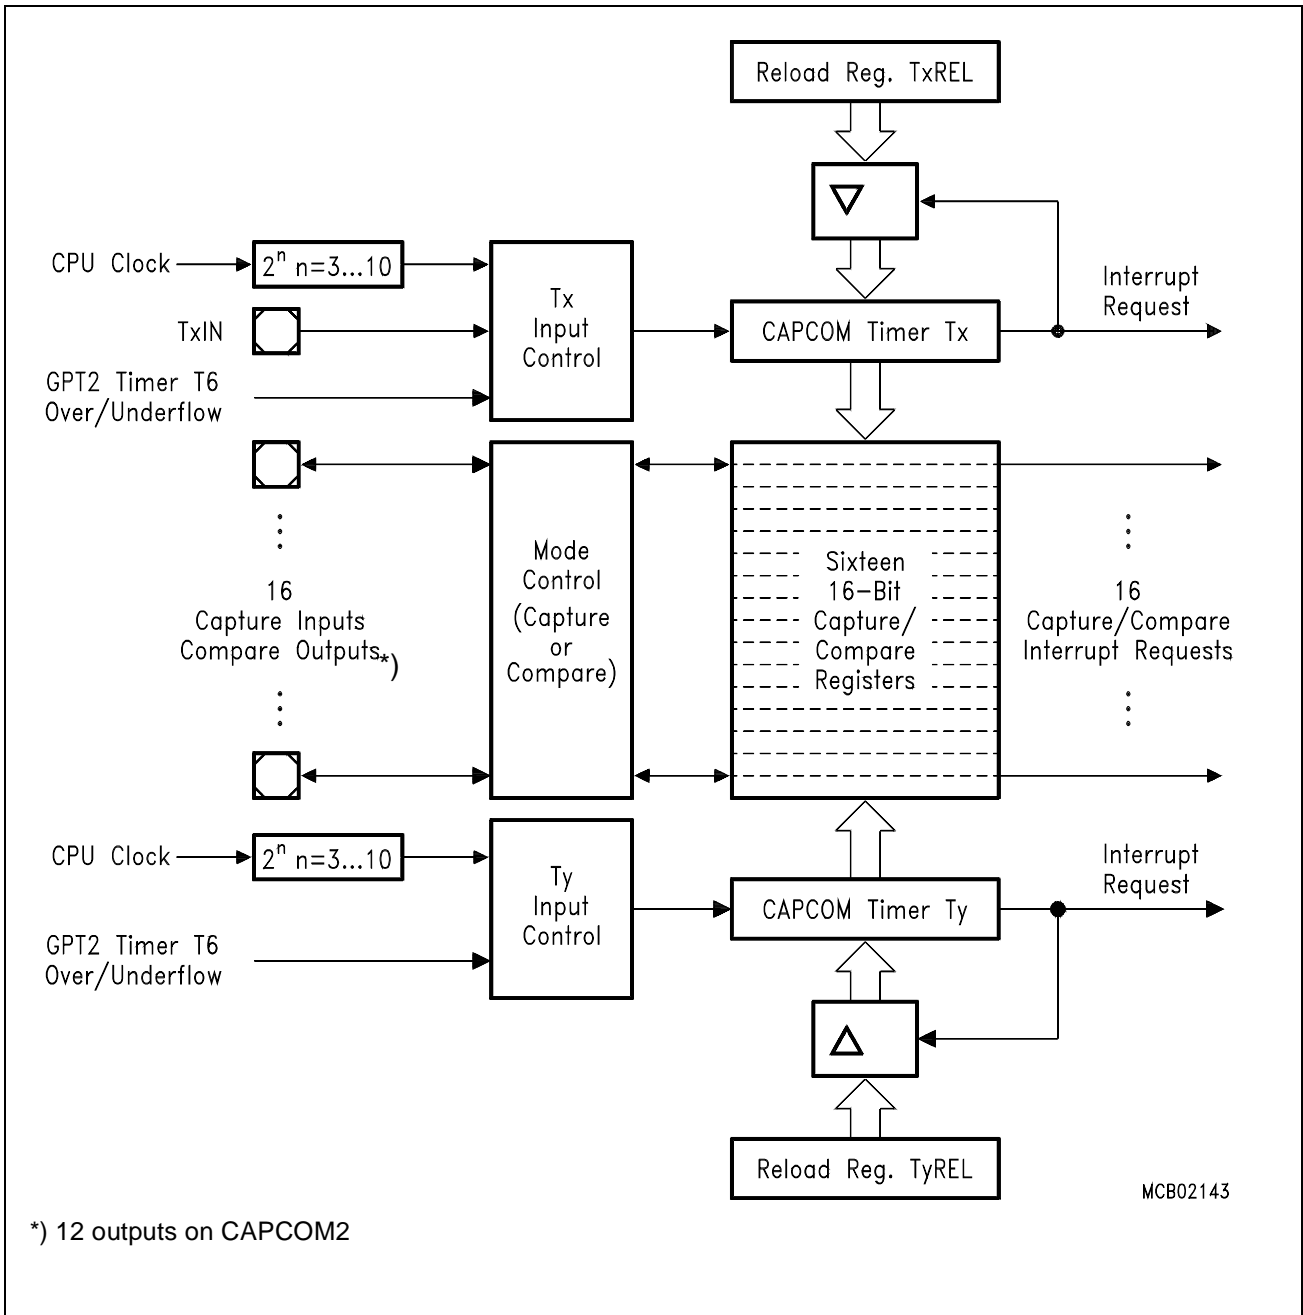 Reload Reg. TxREL
CPU Clock
2ⁿ n=3...10
Tx
Input
Control
TxIN
CAPCOM Timer Tx
Interrupt
Request
GPT2 Timer T6
Over/Underflow
16
Capture Inputs
Compare Outputs*)
Mode
Control
(Capture
or
Compare)
Sixteen
16-Bit
Capture/
Compare
Registers
16
Capture/Compare
Interrupt Requests
CPU Clock
2ⁿ n=3...10
Ty
Input
Control
CAPCOM Timer Ty
Interrupt
Request
GPT2 Timer T6
Over/Underflow
Reload Reg. TyREL
MCB02143
*) 12 outputs on CAPCOM2